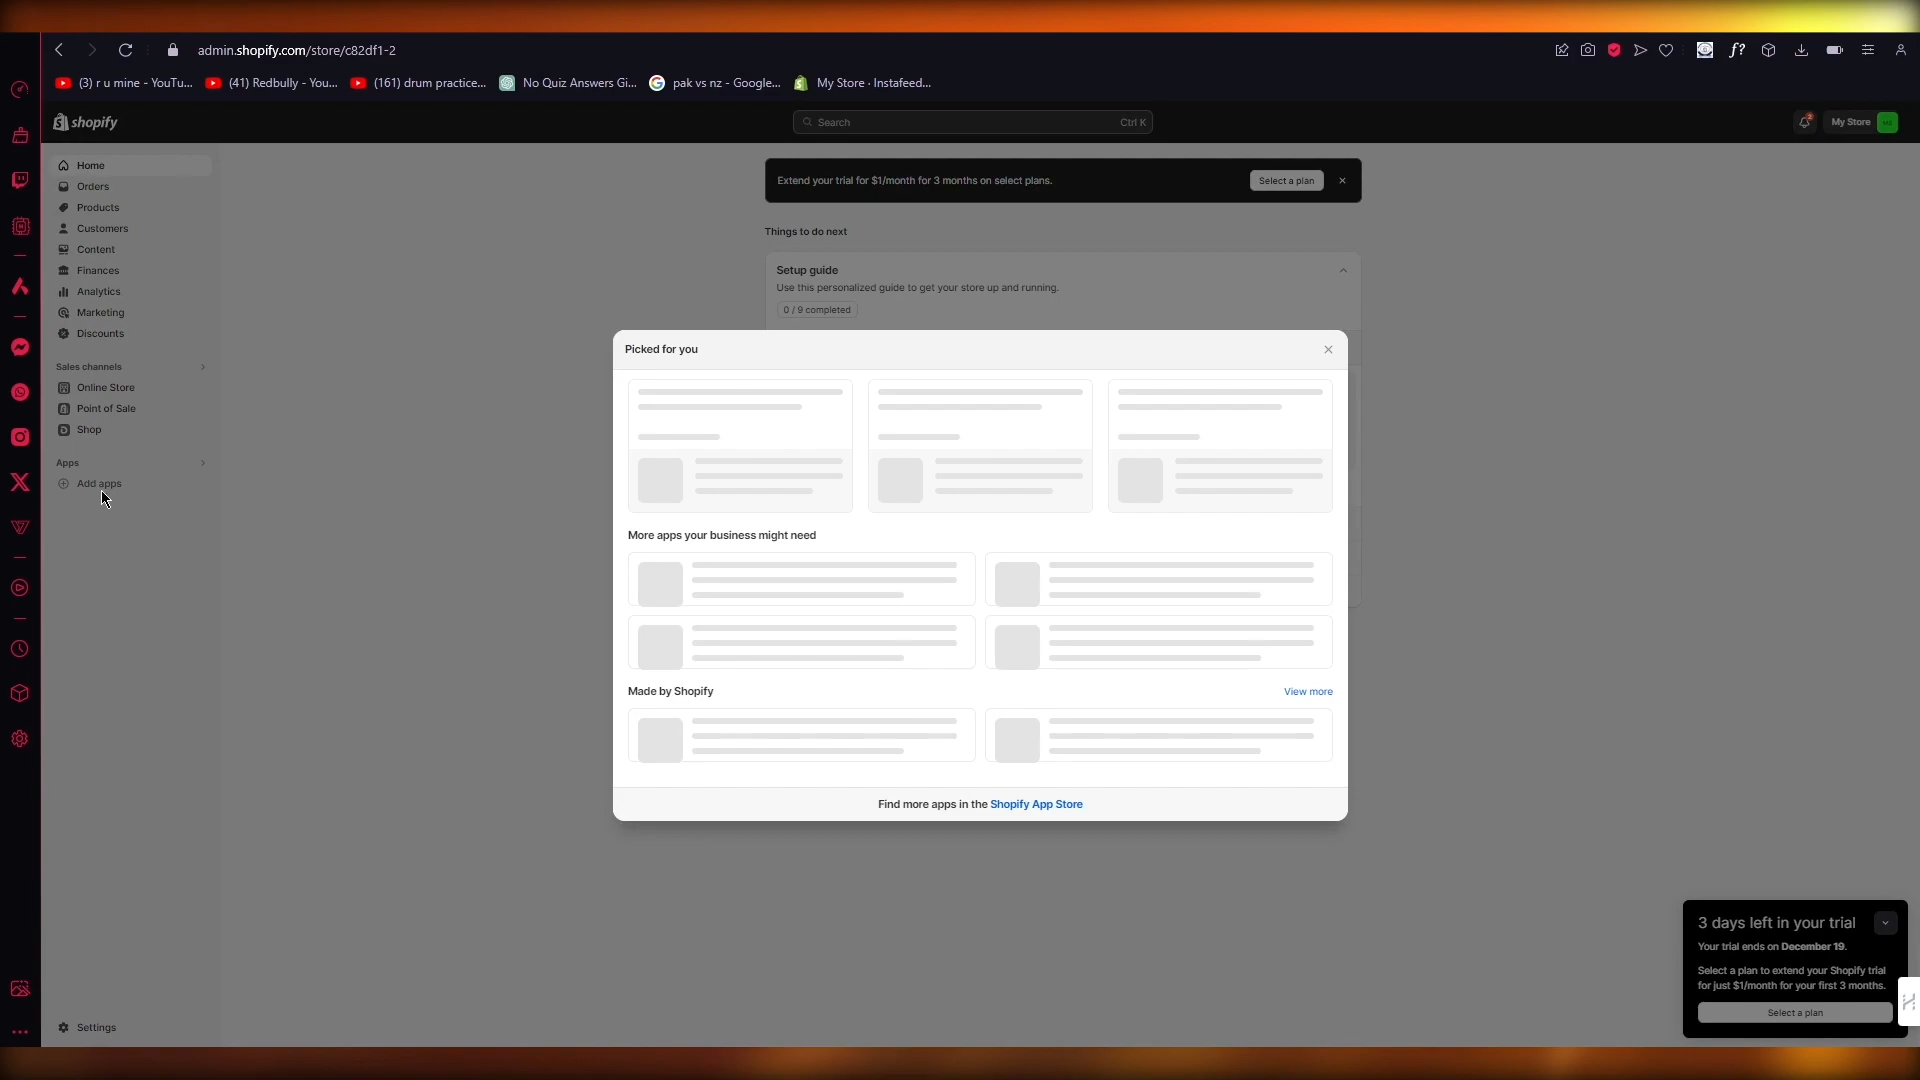 admin.shopify.com/store/c82df1-2
(3) r u mine - YouTu...
(41) Redbully - You...
(161) drum practice...
No Quiz Answers Gi...
pak vs nz - Google...
My Store · Instafeed...
shopify
Search
Ctrl K
My Store
Home
Orders
Products
Customers
Content
Finances
Analytics
Marketing
Discounts
Sales channels
Online Store
Point of Sale
Shop
Apps
Add apps
Settings
Extend your trial for $1/month for 3 months on select plans.
Select a plan
Things to do next
Setup guide
Use this personalized guide to get your store up and running.
0 / 9 completed
Picked for you
More apps your business might need
Made by Shopify
View more
Find more apps in the Shopify App Store
3 days left in your trial
Your trial ends on December 19.
Select a plan to extend your Shopify trial
for just $1/month for your first 3 months.
Select a plan